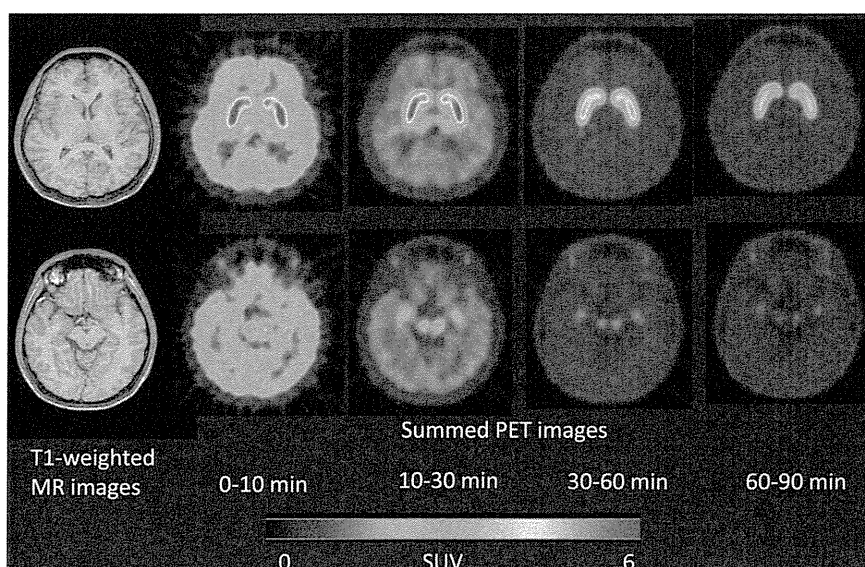 Summed PET images
T1-weighted
MR images
0-10 min
10-30 min
30-60 min
60-90 min
0
SUV
6